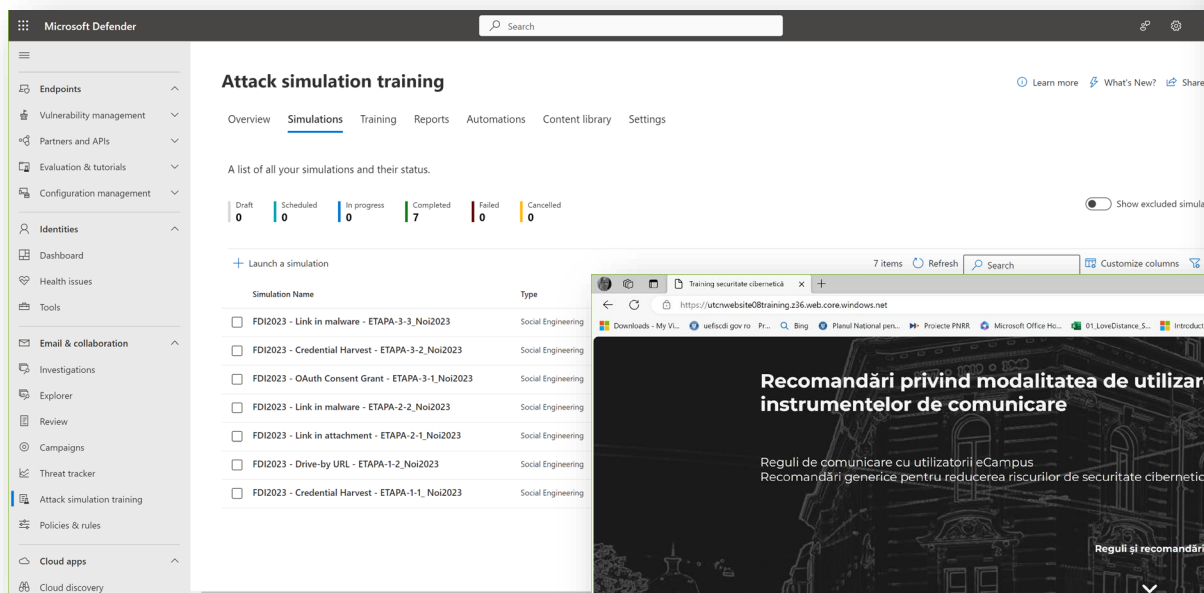 Microsoft Defender
Search
Endpoints
Vulnerability management
Partners and APIs
Evaluation & tutorials
Configuration management
Identities
Dashboard
Health issues
Tools
Email & collaboration
Investigations
Explorer
Review
Campaigns
Threat tracker
Attack simulation training
Policies & rules
Cloud apps
Cloud discovery
Attack simulation training
Learn more What's New? Share
Overview Simulations Training Reports Automations Content library Settings
A list of all your simulations and their status.
Draft Scheduled In progress Completed Failed Cancelled
0 0 0 7 0 0
Show excluded simula
+ Launch a simulation
7 items Refresh Search Customize columns
Simulation Name Type
FDI2023 - Link in malware - ETAPA-3-3_Noi2023 Social Engineering
FDI2023 - Credential Harvest - ETAPA-3-2_Noi2023 Social Engineering
FDI2023 - OAuth Consent Grant - ETAPA-3-1_Noi2023 Social Engineering
FDI2023 - Link in malware - ETAPA-2-2_Noi2023 Social Engineering
FDI2023 - Link in attachment - ETAPA-2-1_Noi2023 Social Engineering
FDI2023 - Drive-by URL - ETAPA-1-2_Noi2023 Social Engineering
FDI2023 - Credential Harvest - ETAPA-1-1_ Noi2023 Social Engineering
Training securitate cibernetică
https://utcnwebsite08training.z36.web.core.windows.net
Downloads - My Vi... uefiscdi gov ro Pr... Bing Planul Național pen... Proiecte PNRR Microsoft Office Ho... 01_LoveDistance_S... Introduct
Recomandări privind modalitatea de utilizar
instrumentelor de comunicare
Reguli de comunicare cu utilizatorii eCampus
Recomandări generice pentru reducerea riscurilor de securitate cibernetic
Reguli și recomandări